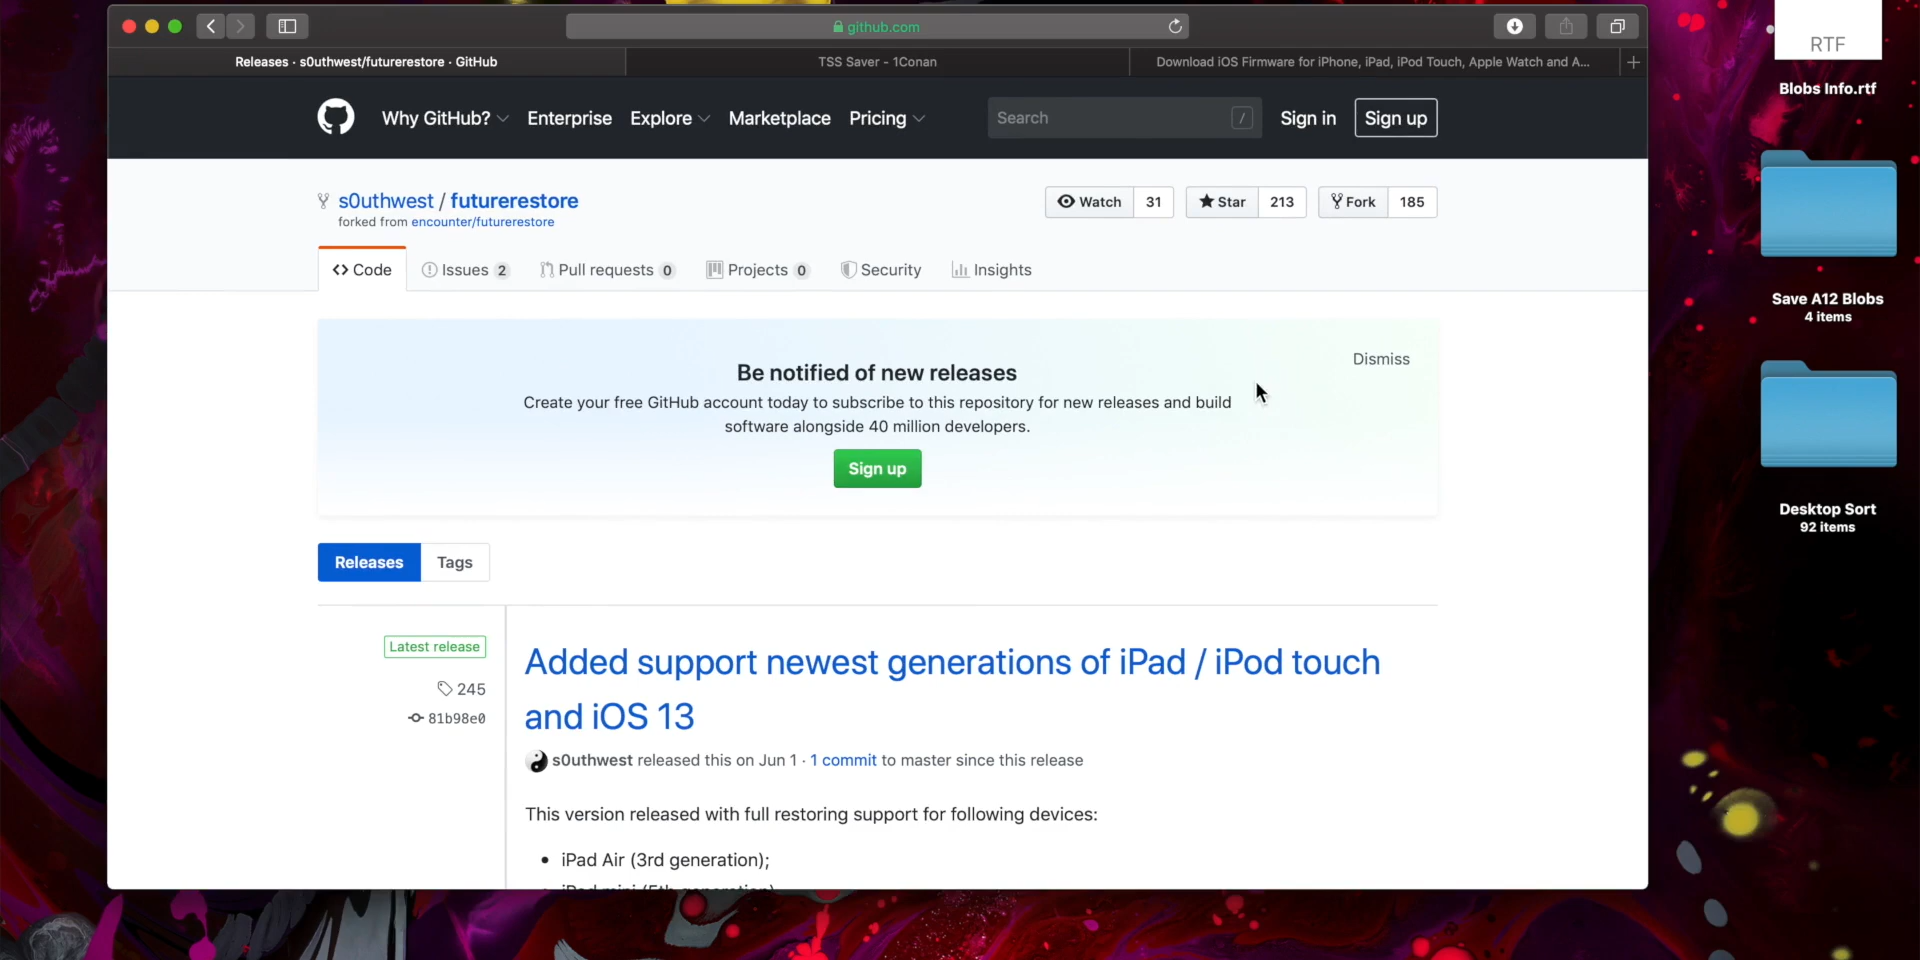 github.com
Releases · s0uthwest/futurerestore · GitHub
TSS Saver - 1Conan
Download iOS Firmware for iPhone, iPad, iPod Touch, Apple Watch and A...
RTF
Blobs Info.rtf
Why GitHub?
Enterprise
Explore
Marketplace
Pricing
Search
/
Sign in
Sign up
s0uthwest / futurerestore
forked from encounter/futurerestore
Watch 31
Star 213
Fork 185
Code
Issues 2
Pull requests 0
Projects 0
Security
Insights
Save A12 Blobs
4 items
Dismiss
Be notified of new releases
Create your free GitHub account today to subscribe to this repository for new releases and build
software alongside 40 million developers.
Sign up
Desktop Sort
92 items
Releases
Tags
Latest release
245
81b98e0
Added support newest generations of iPad / iPod touch
and iOS 13
s0uthwest released this on Jun 1 · 1 commit to master since this release
This version released with full restoring support for following devices:
• iPad Air (3rd generation);
iPad mini (5th generation)